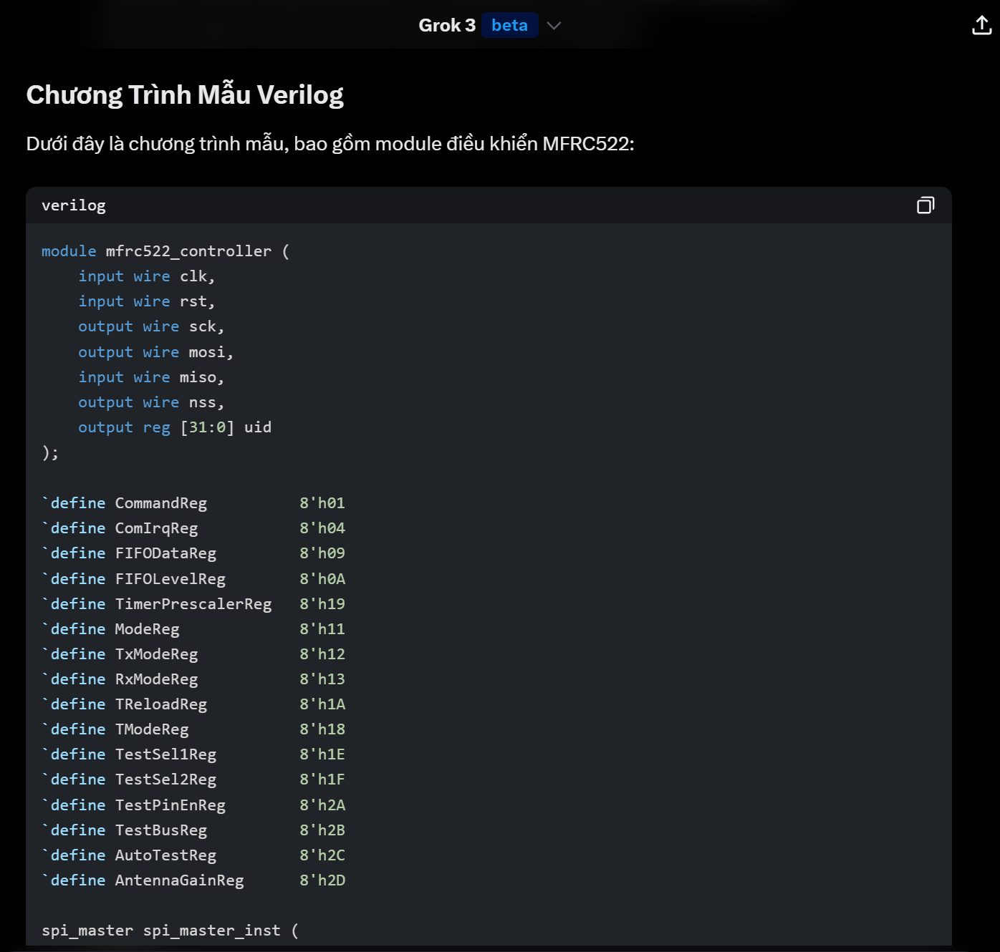 Grok 3 beta
Chương Trình Mẫu Verilog
Dưới đây là chương trình mẫu, bao gồm module điều khiển MFRC522:
verilog
module mfrc522_controller (
    input wire clk,
    input wire rst,
    output wire sck,
    output wire mosi,
    input wire miso,
    output wire nss,
    output reg [31:0] uid
);
`define CommandReg          8'h01
`define ComIrqReg           8'h04
`define FIFODataReg         8'h09
`define FIFOLevelReg        8'h0A
`define TimerPrescalerReg   8'h19
`define ModeReg             8'h11
`define TxModeReg           8'h12
`define RxModeReg           8'h13
`define TReloadReg          8'h1A
`define TModeReg            8'h18
`define TestSel1Reg         8'h1E
`define TestSel2Reg         8'h1F
`define TestPinEnReg        8'h2A
`define TestBusReg          8'h2B
`define AutoTestReg         8'h2C
`define AntennaGainReg      8'h2D
spi_master spi_master_inst (